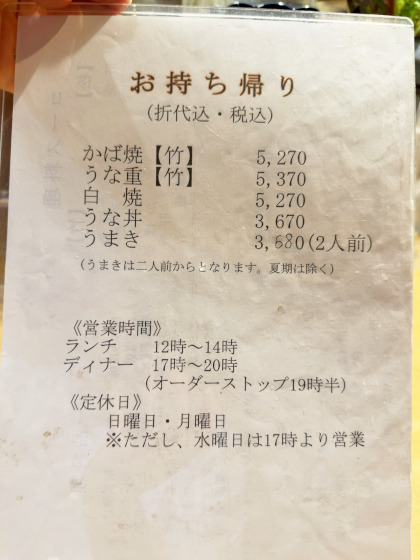 お持ち帰り
(折代込・税込)
かば焼【竹】 5,270
うな重【竹】 5,370
白 焼 5,270
うな丼 3,670
うまき 3,680(2人前)
(うまきは二人前からとなります。夏期は除く)
《営業時間》
ランチ 12時～14時
ディナー 17時～20時
(オーダーストップ19時半)
《定休日》
日曜日・月曜日
※ただし、水曜日は17時より営業